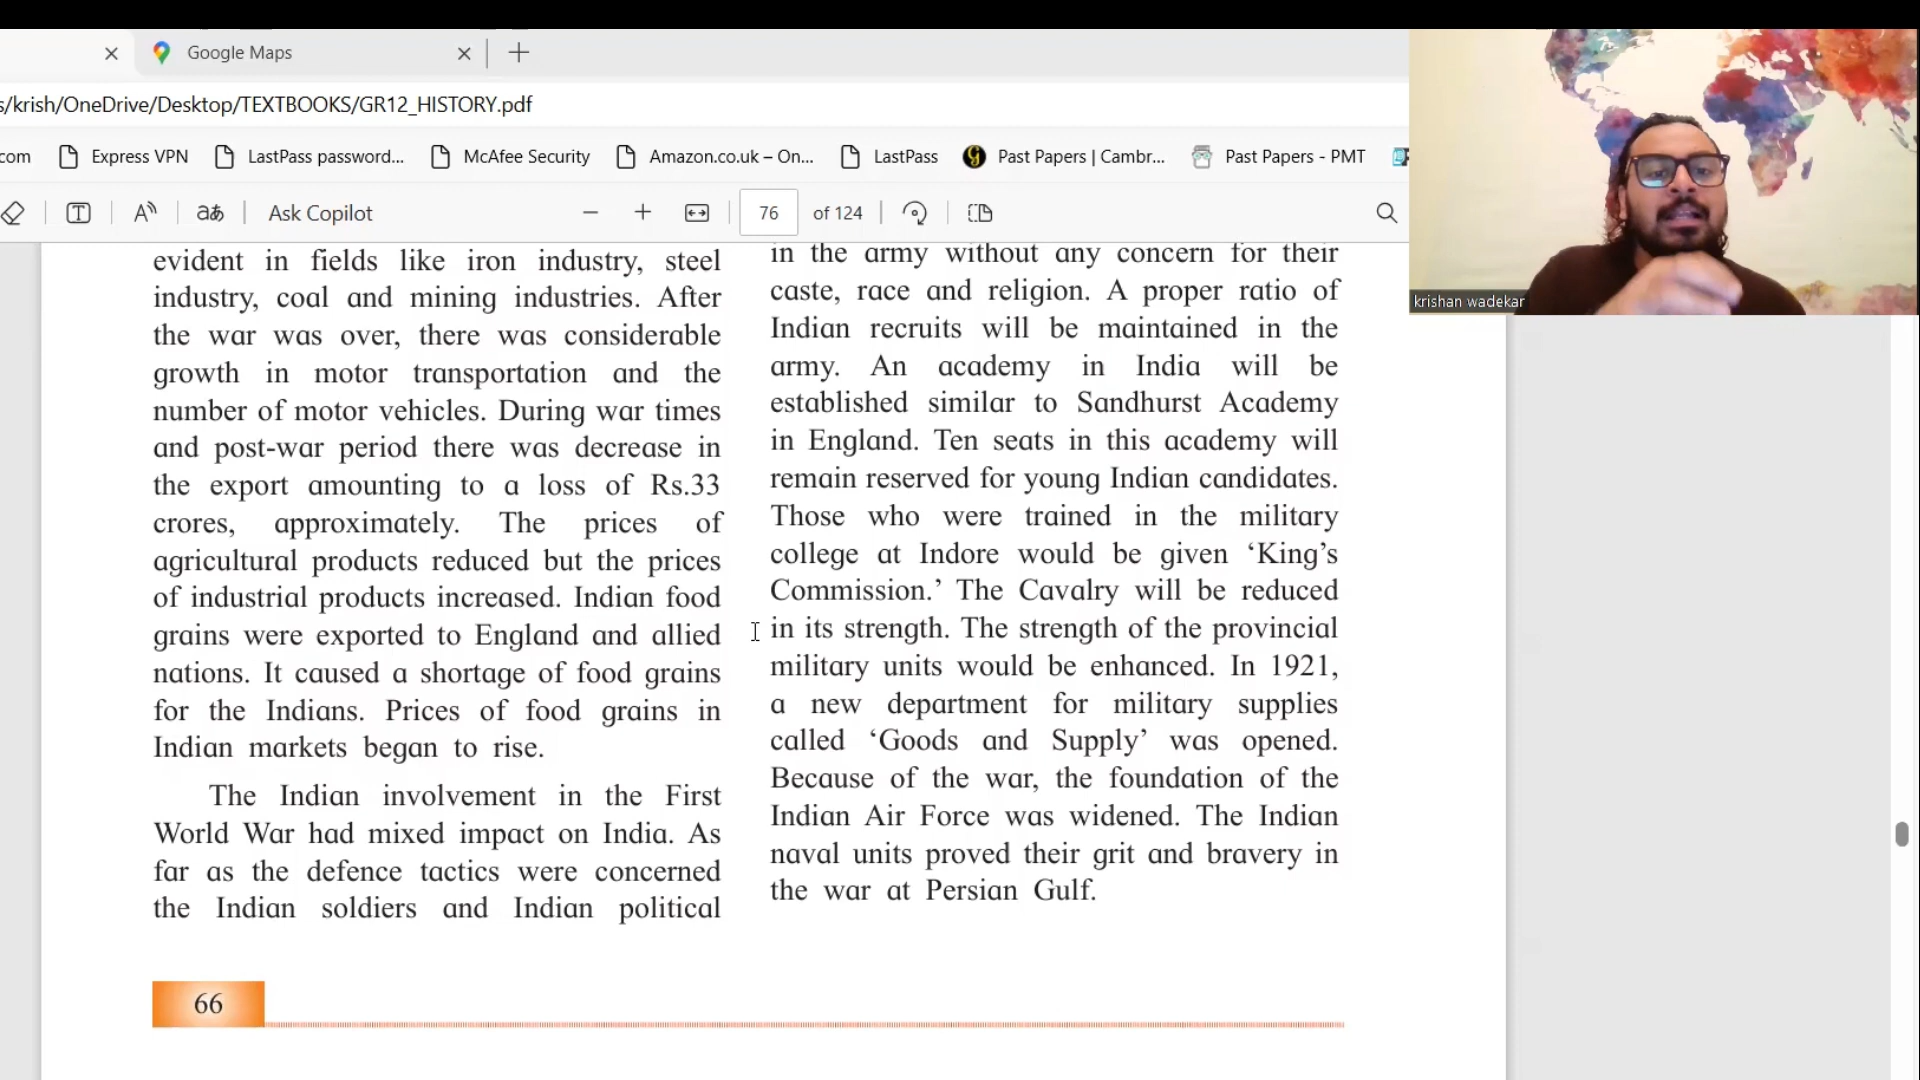 Google Maps
s/krish/OneDrive/Desktop/TEXTBOOKS/GR12_HISTORY.pdf
com
Express VPN
LastPass password...
McAfee Security
Amazon.co.uk – On...
LastPass
Past Papers | Cambr...
Past Papers - PMT
Ask Copilot
76
of 124
krishan wadekar
evident in fields like iron industry, steel
industry, coal and mining industries. After
the war was over, there was considerable
growth in motor transportation and the
number of motor vehicles. During war times
and post-war period there was decrease in
the export amounting to a loss of Rs.33
crores, approximately. The prices of
agricultural products reduced but the prices
of industrial products increased. Indian food
grains were exported to England and allied
nations. It caused a shortage of food grains
for the Indians. Prices of food grains in
Indian markets began to rise.
The Indian involvement in the First
World War had mixed impact on India. As
far as the defence tactics were concerned
the Indian soldiers and Indian political
in the army without any concern for their
caste, race and religion. A proper ratio of
Indian recruits will be maintained in the
army. An academy in India will be
established similar to Sandhurst Academy
in England. Ten seats in this academy will
remain reserved for young Indian candidates.
Those who were trained in the military
college at Indore would be given ‘King’s
Commission.’ The Cavalry will be reduced
in its strength. The strength of the provincial
military units would be enhanced. In 1921,
a new department for military supplies
called ‘Goods and Supply’ was opened.
Because of the war, the foundation of the
Indian Air Force was widened. The Indian
naval units proved their grit and bravery in
the war at Persian Gulf.
66